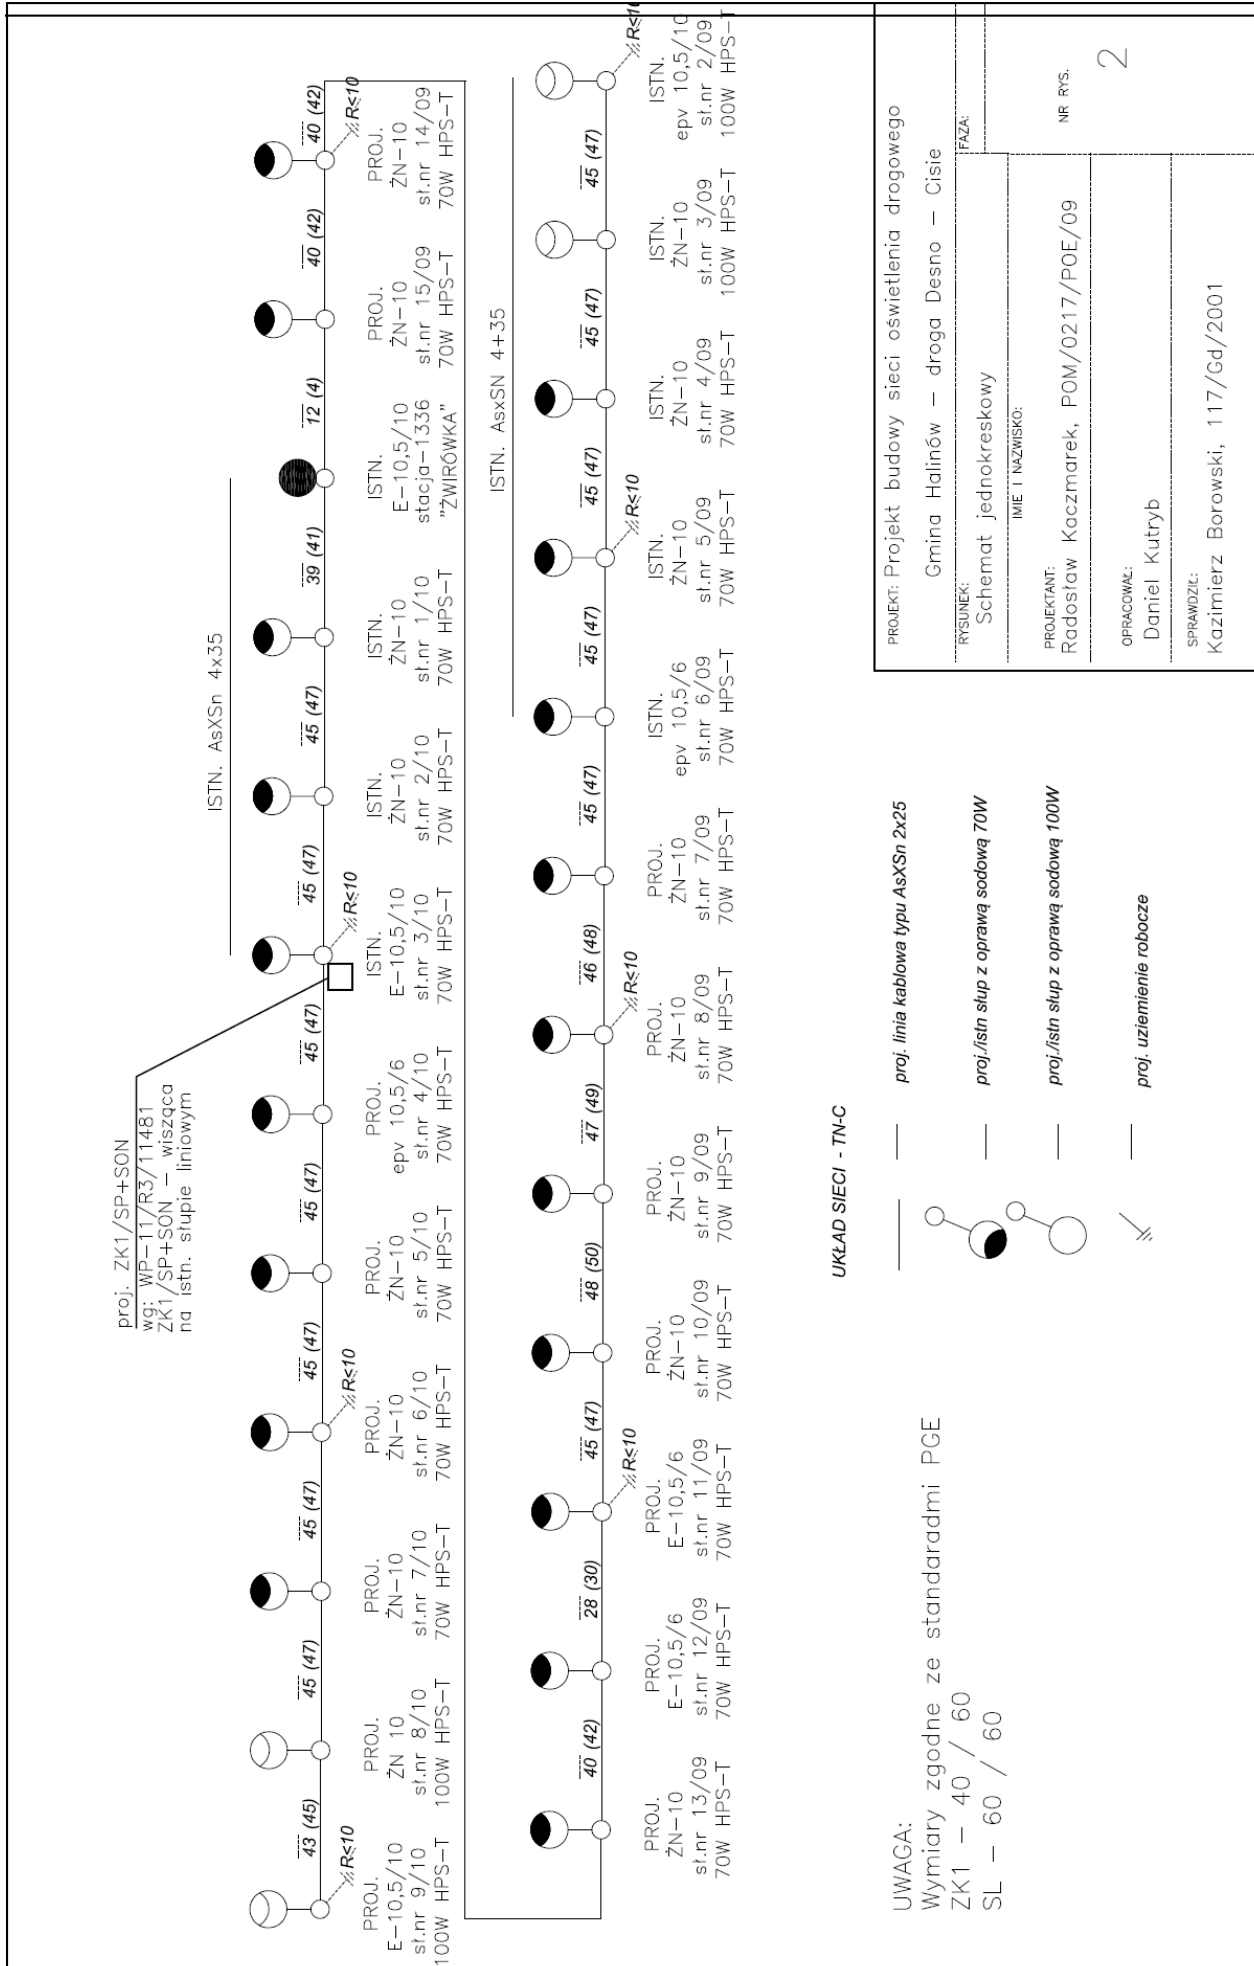 proj. ZK1/SP+SON
wg: WP-11/R3/11481
ZK1/SP+SON – wisząca
na istn. słupie liniowym
ISTN. AsXSn 4x35
43 (45)
45 (47)
45 (47)
45 (47)
45 (47)
45 (47)
45 (47)
45 (47)
39 (41)
12 (4)
40 (42)
40 (42)
R≤10
R≤10
R≤10
R≤10
PROJ.
E-10,5/10
sł.nr 9/10
100W HPS-T
PROJ.
ŻN 10
sł.nr 8/10
100W HPS-T
PROJ.
ŻN-10
sł.nr 7/10
70W HPS-T
PROJ.
ŻN-10
sł.nr 6/10
70W HPS-T
PROJ.
ŻN-10
sł.nr 5/10
70W HPS-T
PROJ.
epv 10,5/6
sł.nr 4/10
70W HPS-T
ISTN.
E-10,5/10
sł.nr 3/10
70W HPS-T
ISTN.
ŻN-10
sł.nr 2/10
70W HPS-T
ISTN.
ŻN-10
sł.nr 1/10
70W HPS-T
ISTN.
E-10,5/10
stacja-1336
"ŻWIRÓWKA"
PROJ.
ŻN-10
sł.nr 15/09
70W HPS-T
PROJ.
ŻN-10
sł.nr 14/09
70W HPS-T
ISTN. AsxSN 4+35
40 (42)
28 (30)
45 (47)
48 (50)
47 (49)
46 (48)
45 (47)
45 (47)
45 (47)
45 (47)
45 (47)
R≤10
R≤10
R≤10
R≤10
PROJ.
ŻN-10
sł.nr 13/09
70W HPS-T
PROJ.
E-10,5/6
sł.nr 12/09
70W HPS-T
PROJ.
E-10,5/6
sł.nr 11/09
70W HPS-T
PROJ.
ŻN-10
sł.nr 10/09
70W HPS-T
PROJ.
ŻN-10
sł.nr 9/09
70W HPS-T
PROJ.
ŻN-10
sł.nr 8/09
70W HPS-T
PROJ.
ŻN-10
sł.nr 7/09
70W HPS-T
ISTN.
epv 10,5/6
sł.nr 6/09
70W HPS-T
ISTN.
ŻN-10
sł.nr 5/09
70W HPS-T
ISTN.
ŻN-10
sł.nr 4/09
70W HPS-T
ISTN.
ŻN-10
sł.nr 3/09
100W HPS-T
ISTN.
epv 10,5/10
sł.nr 2/09
100W HPS-T
UKŁAD SIECI - TN-C
proj. linia kablowa typu AsXSn 2x25
proj./istn słup z oprawą sodową 70W
proj./istn słup z oprawą sodową 100W
proj. uziemienie robocze
UWAGA:
Wymiary zgodne ze standaradmi PGE
ZK1 – 40 / 60
SL – 60 / 60
PROJEKT: Projekt budowy sieci oświetlenia drogowego
Gmina Halinów – droga Desno – Cisie
RYSUNEK:
Schemat jednokreskowy
FAZA:
IMIE I NAZWISKO:
NR RYS.
2
PROJEKTANT:
Radosław Kaczmarek, POM/0217/POE/09
OPRACOWAŁ:
Daniel Kutryb
SPRAWDZIŁ:
Kazimierz Borowski, 117/Gd/2001